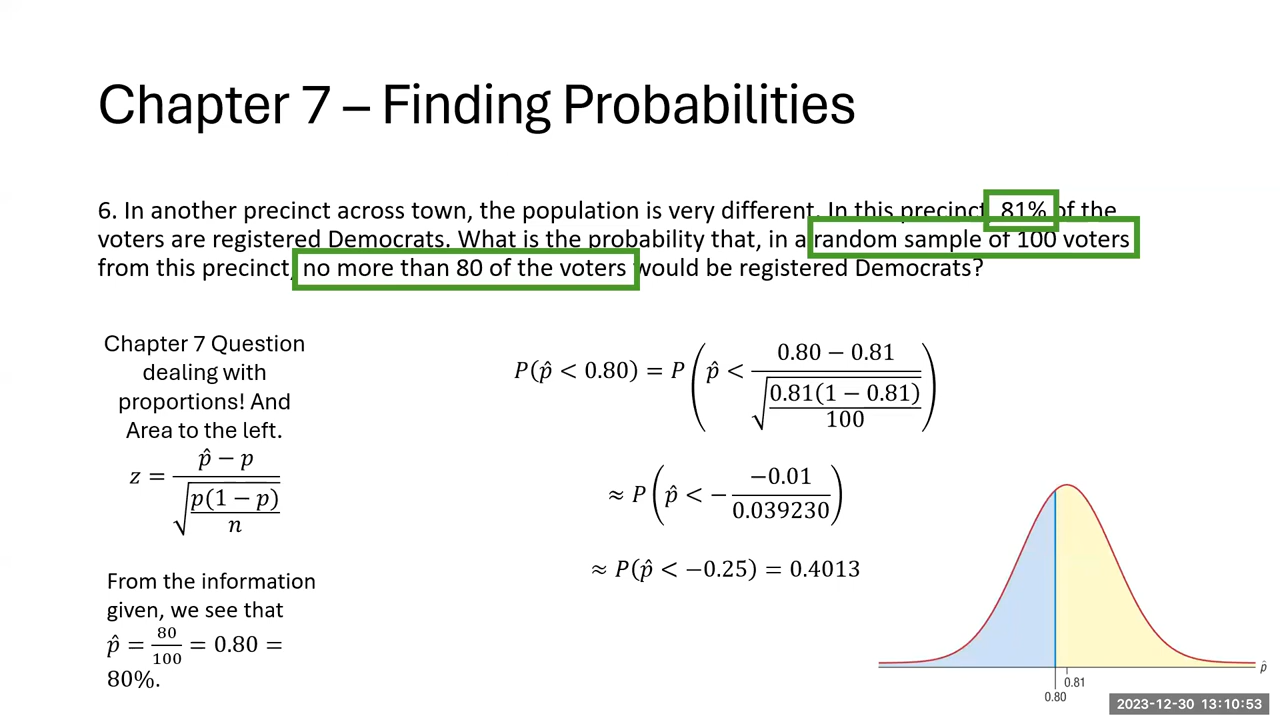 Chapter 7 – Finding Probabilities
6. In another precinct across town, the population is very different. In this precinct, 81% of the
voters are registered Democrats. What is the probability that, in a random sample of 100 voters
from this precinct, no more than 80 of the voters would be registered Democrats?
Chapter 7 Question
dealing with
proportions! And
Area to the left.
z = (p̂ − p) / √(p(1 − p)/n)
From the information
given, we see that
p̂ = 80/100 = 0.80 =
80%.
P(p̂ < 0.80) = P(p̂ < (0.80 − 0.81) / √(0.81(1 − 0.81)/100))
≈ P(p̂ < − −0.01/0.039230)
≈ P(p̂ < −0.25) = 0.4013
p̂
0.81
0.80
2023-12-30 13:10:53